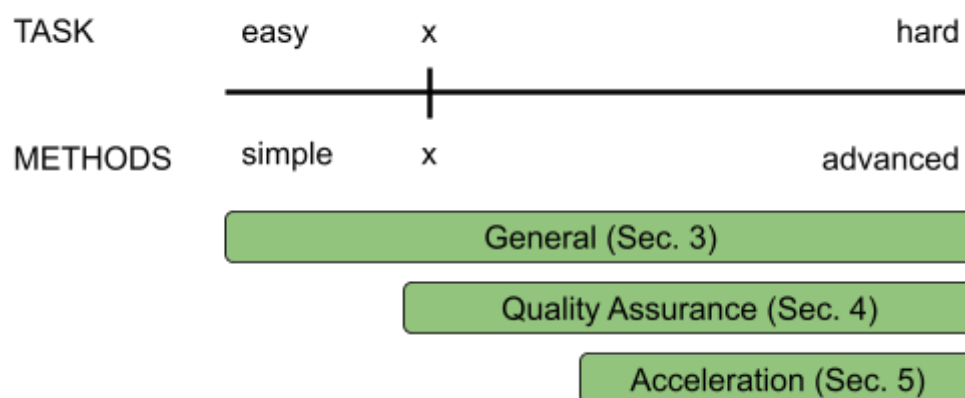 TASK easy x hard
METHODS simple x advanced
General (Sec. 3)
Quality Assurance (Sec. 4)
Acceleration (Sec. 5)